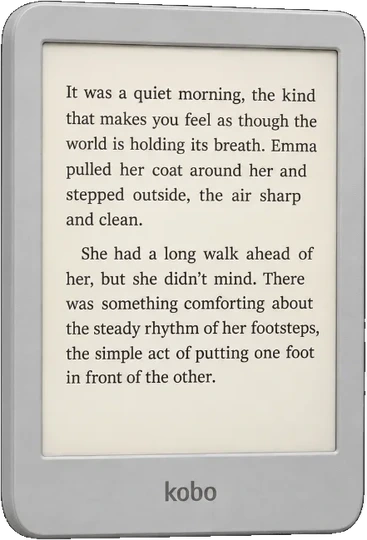 It was a quiet morning, the kind
that makes you feel as though the
world is holding its breath. Emma
pulled her coat around her and
stepped outside, the air sharp
and clean.
She had a long walk ahead of
her, but she didn’t mind. There
was something comforting about
the steady rhythm of her footsteps,
the simple act of putting one foot
in front of the other.
kobo